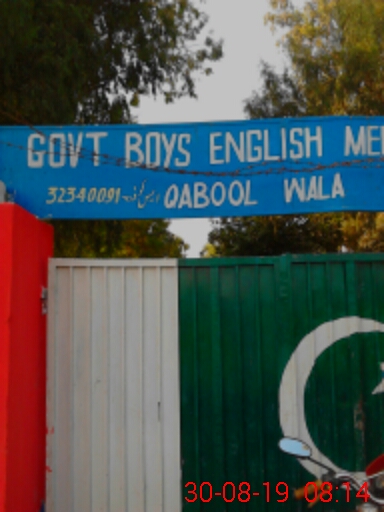 GOVT BOYS ENGLISH ME
32340091 QABOOL WALA
30-08-19 08:14